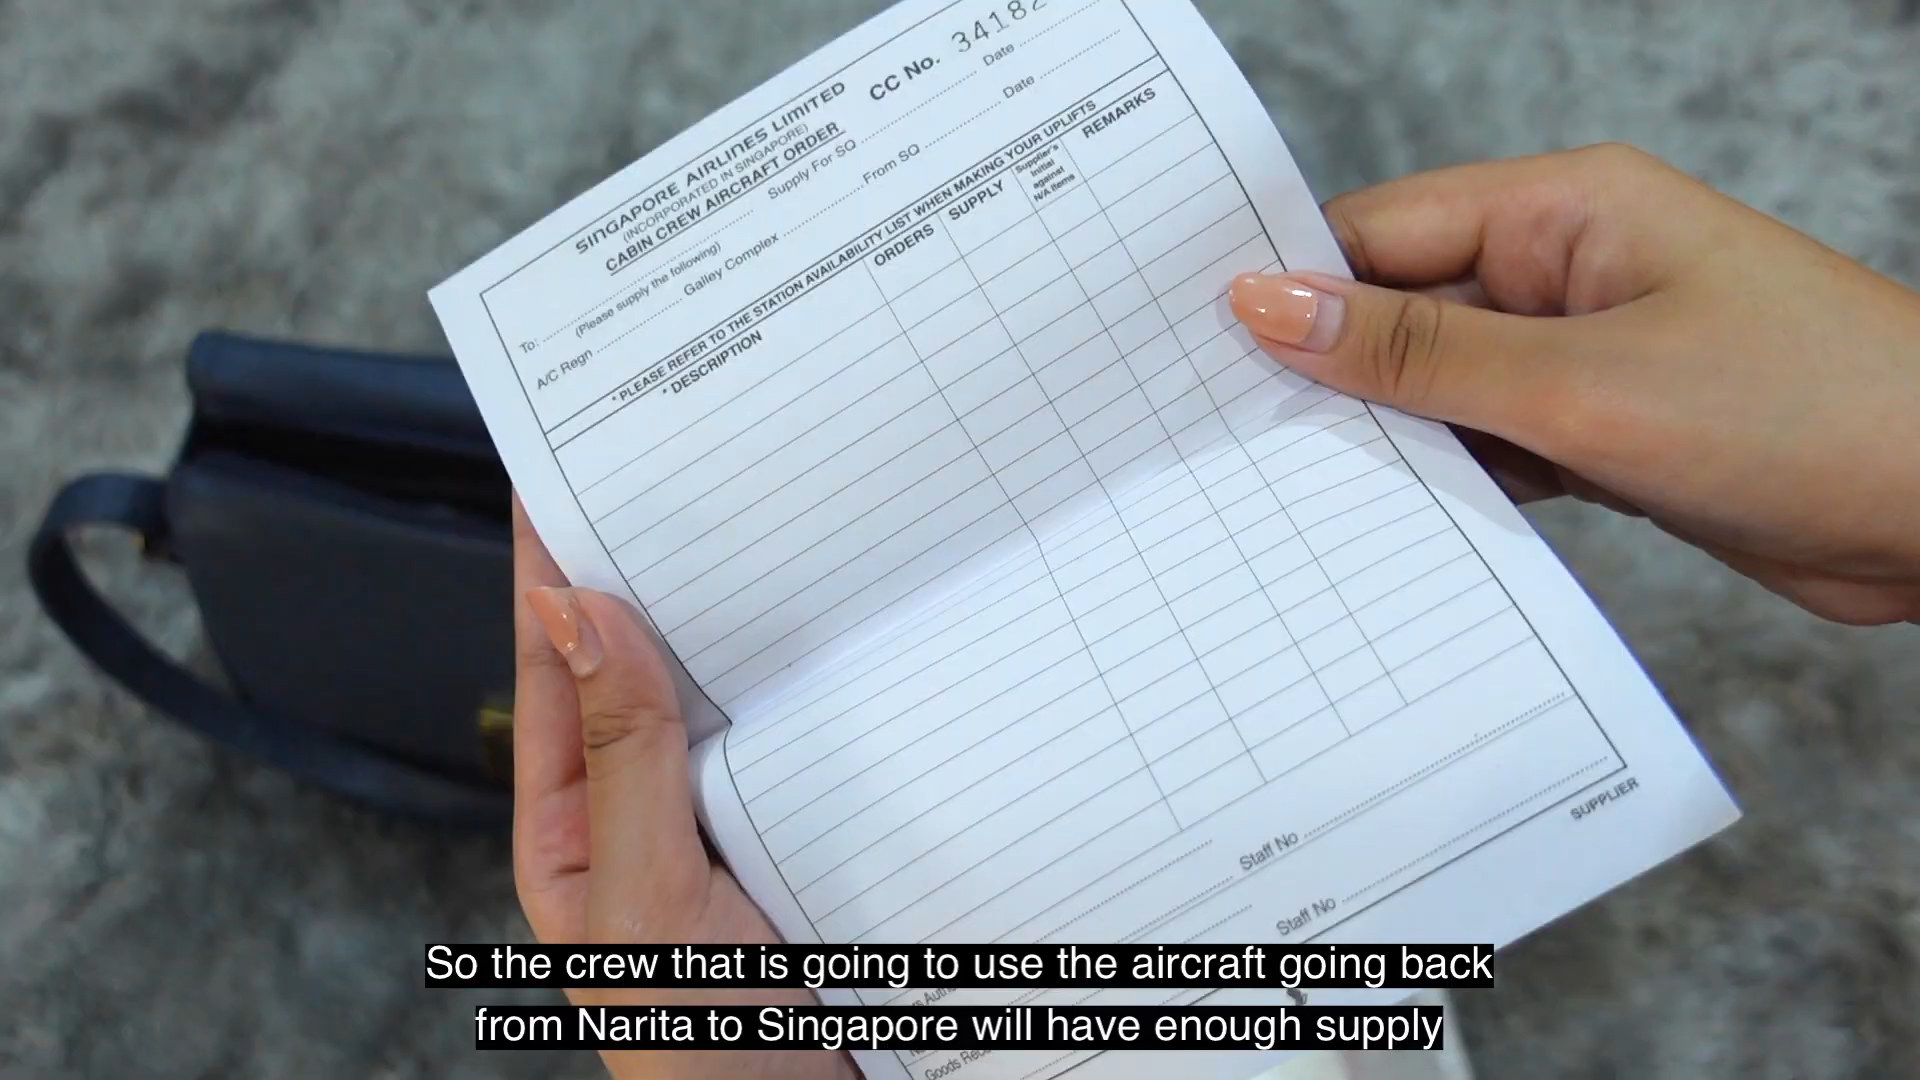 SINGAPORE AIRLINES LIMITED
(INCORPORATED IN SINGAPORE)
CABIN CREW AIRCRAFT ORDER
CC No. 34182
To: (Please supply the following) Supply For SQ Date
A/C Regn Galley Complex From SQ Date
* PLEASE REFER TO THE STATION AVAILABILITY LIST WHEN MAKING YOUR UPLIFTS
* DESCRIPTION ORDERS SUPPLY Supplier's initial against N/A items REMARKS
Staff No
Staff No
SUPPLIER
Goods
So the crew that is going to use the aircraft going back
from Narita to Singapore will have enough supply